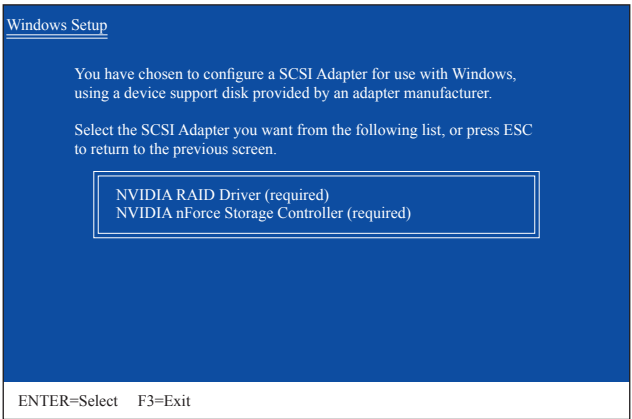 Windows Setup
You have chosen to configure a SCSI Adapter for use with Windows,
using a device support disk provided by an adapter manufacturer.
Select the SCSI Adapter you want from the following list, or press ESC
to return to the previous screen.
NVIDIA RAID Driver (required)
NVIDIA nForce Storage Controller (required)
ENTER=Select F3=Exit